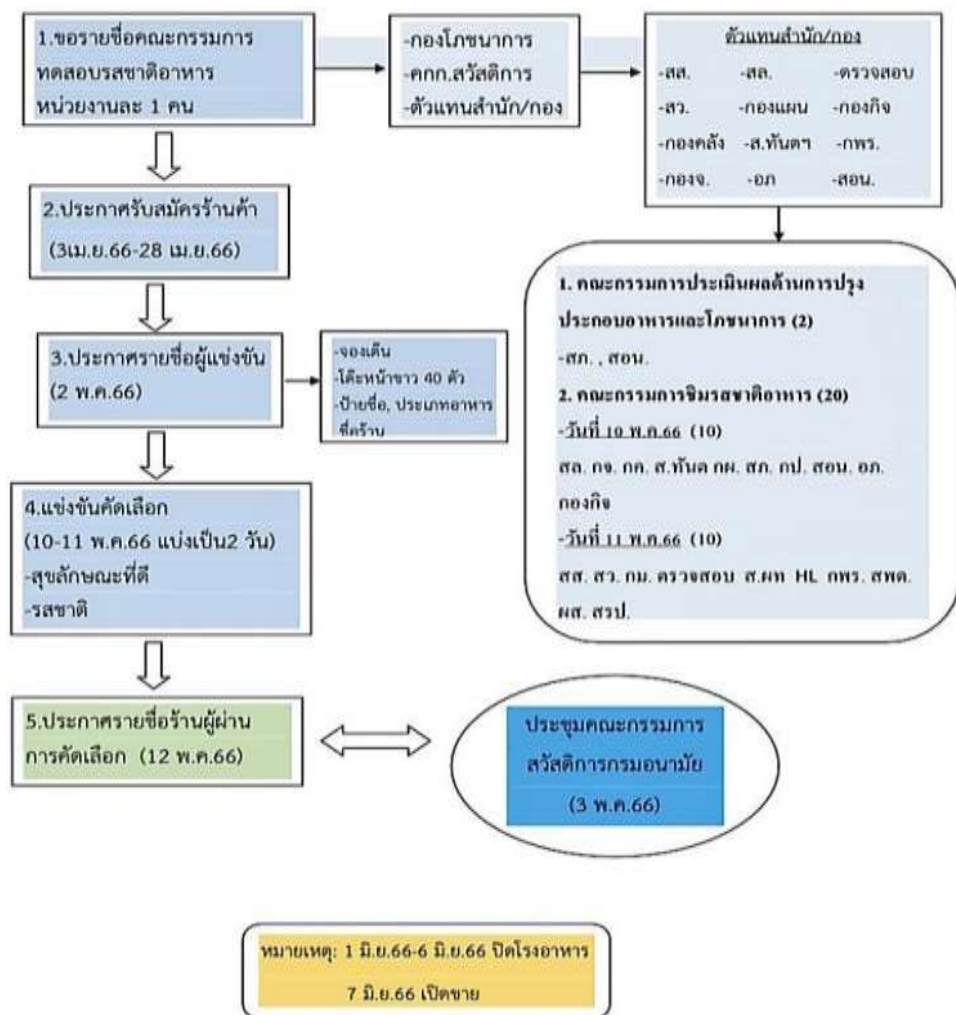 1.ขอรายชื่อคณะกรรมการ
ทดสอบรสชาติอาหาร
หน่วยงานละ 1 คน
-กองโภชนาการ
-คกก.สวัสดิการ
-ตัวแทนสำนัก/กอง
ตัวแทนสำนัก/กอง
-สส. -สล. -ตรวจสอบ
-สว. -กองแผน -กองกิจ
-กองคลัง -ส.ทันตฯ -กพร.
-กองจ. -อภ -สอน.
2.ประกาศรับสมัครร้านค้า
(3เม.ย.66-28 เม.ย.66)
3.ประกาศรายชื่อผู้แข่งขัน
(2 พ.ค.66)
-จองเต็น
-โต๊ะหน้าขาว 40 ตัว
-ป้ายชื่อ, ประเภทอาหาร
ชื่อร้าน
1. คณะกรรมการประเมินผลด้านการปรุง
ประกอบอาหารและโภชนาการ (2)
-สภ. , สอน.
2. คณะกรรมการชิมรสชาติอาหาร (20)
-วันที่ 10 พ.ค.66 (10)
สล. กจ. กค. ส.ทันต กผ. สภ. กป. สอน. อภ.
กองกิจ
-วันที่ 11 พ.ค.66 (10)
สส. สว. กม. ตรวจสอบ ส.ผท HL กพร. สพด.
ผส. สรป.
4.แข่งขันคัดเลือก
(10-11 พ.ค.66 แบ่งเป็น2 วัน)
-สุขลักษณะที่ดี
-รสชาติ
5.ประกาศรายชื่อร้านผู้ผ่าน
การคัดเลือก (12 พ.ค.66)
ประชุมคณะกรรมการ
สวัสดิการกรมอนามัย
(3 พ.ค.66)
หมายเหตุ: 1 มิ.ย.66-6 มิ.ย.66 ปิดโรงอาหาร
7 มิ.ย.66 เปิดขาย